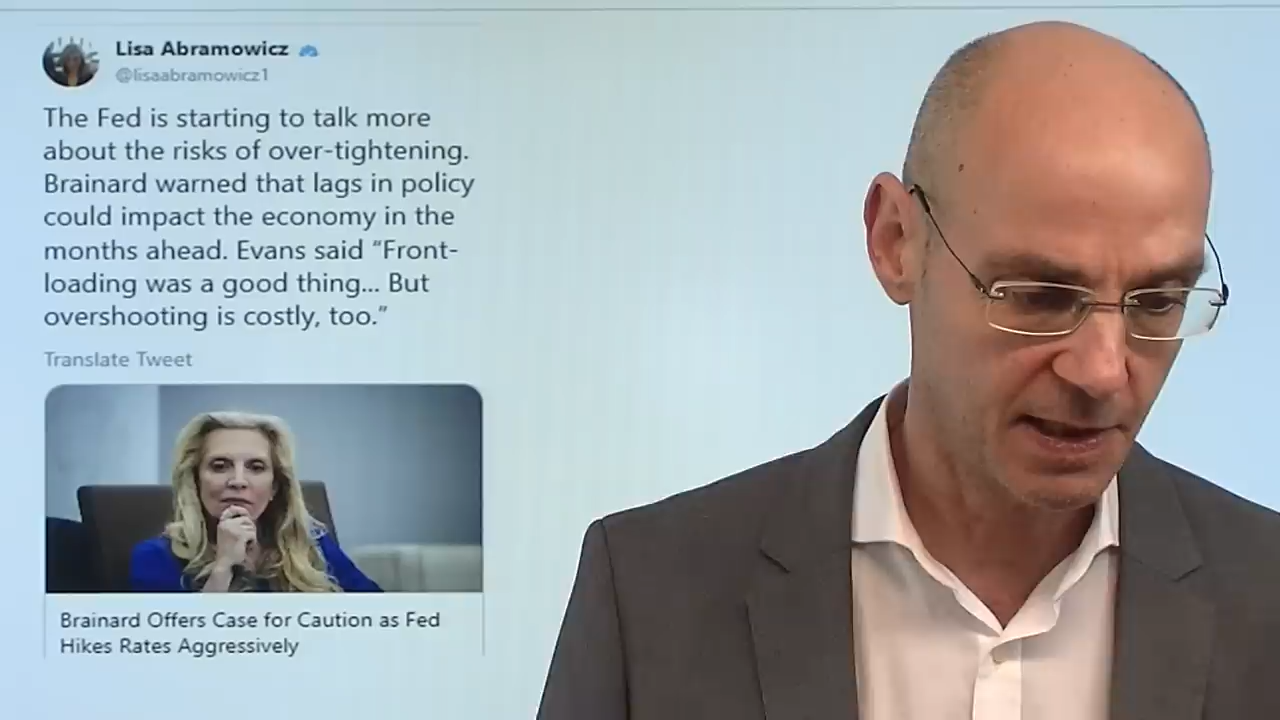 Lisa Abramowicz
@lisaabramowicz1
The Fed is starting to talk more
about the risks of over-tightening.
Brainard warned that lags in policy
could impact the economy in the
months ahead. Evans said “Front-
loading was a good thing... But
overshooting is costly, too.”
Translate Tweet
Brainard Offers Case for Caution as Fed
Hikes Rates Aggressively